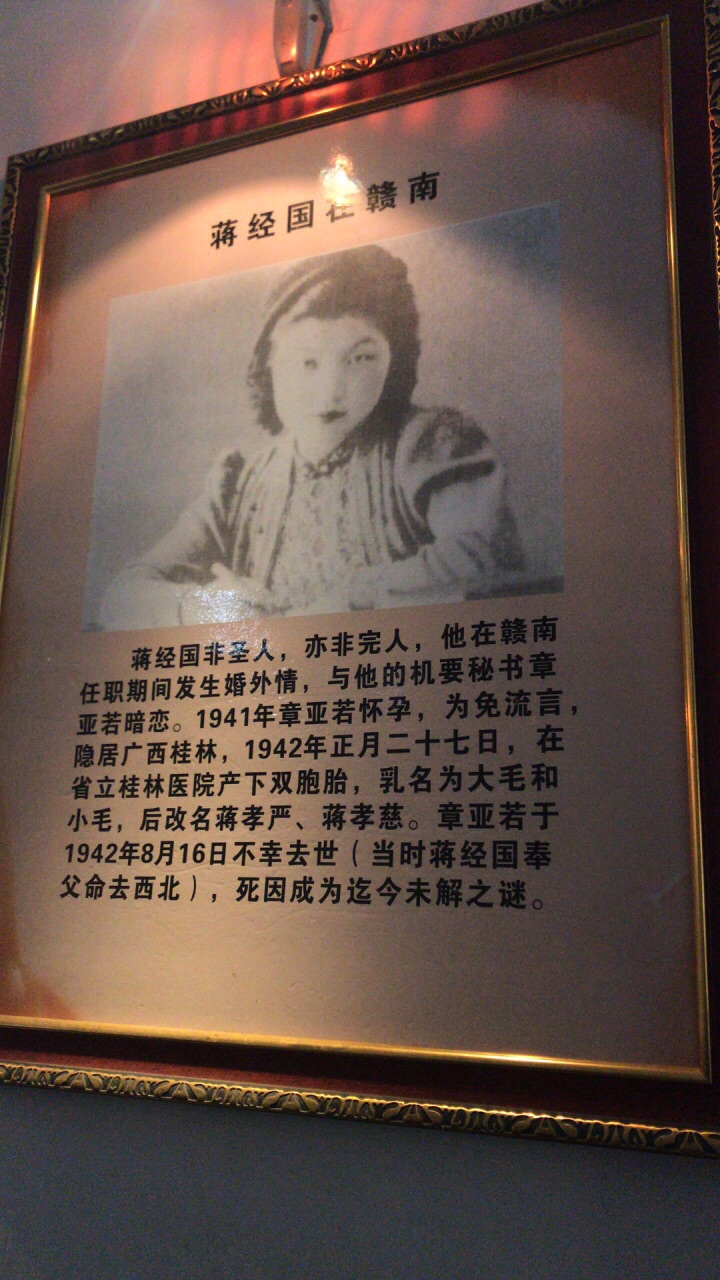 蒋经国在赣南
蒋经国非圣人，亦非完人，他在赣南
任职期间发生婚外情，与他的机要秘书章
亚若暗恋。1941年章亚若怀孕，为免流言，
隐居广西桂林，1942年正月二十七日，在
省立桂林医院产下双胞胎，乳名为大毛和
小毛，后改名蒋孝严、蒋孝慈。章亚若于
1942年8月16日不幸去世（当时蒋经国奉
父命去西北），死因成为迄今未解之谜。